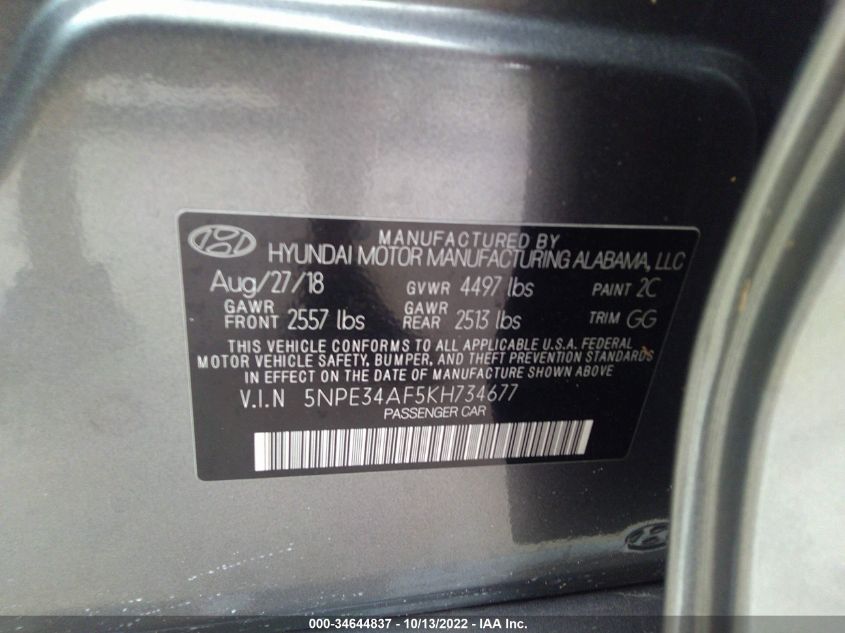 MANUFACTURED BY
HYUNDAI MOTOR MANUFACTURING ALABAMA, LLC
Aug/27/18 GVWR 4497 lbs PAINT 2C
GAWR FRONT 2557 lbs GAWR REAR 2513 lbs TRIM GG
THIS VEHICLE CONFORMS TO ALL APPLICABLE U.S.A. FEDERAL
MOTOR VEHICLE SAFETY, BUMPER, AND THEFT PREVENTION STANDARDS
IN EFFECT ON THE DATE OF MANUFACTURE SHOWN ABOVE
V.I.N 5NPE34AF5KH734677
PASSENGER CAR
000-34644837 - 10/13/2022 - IAA Inc.